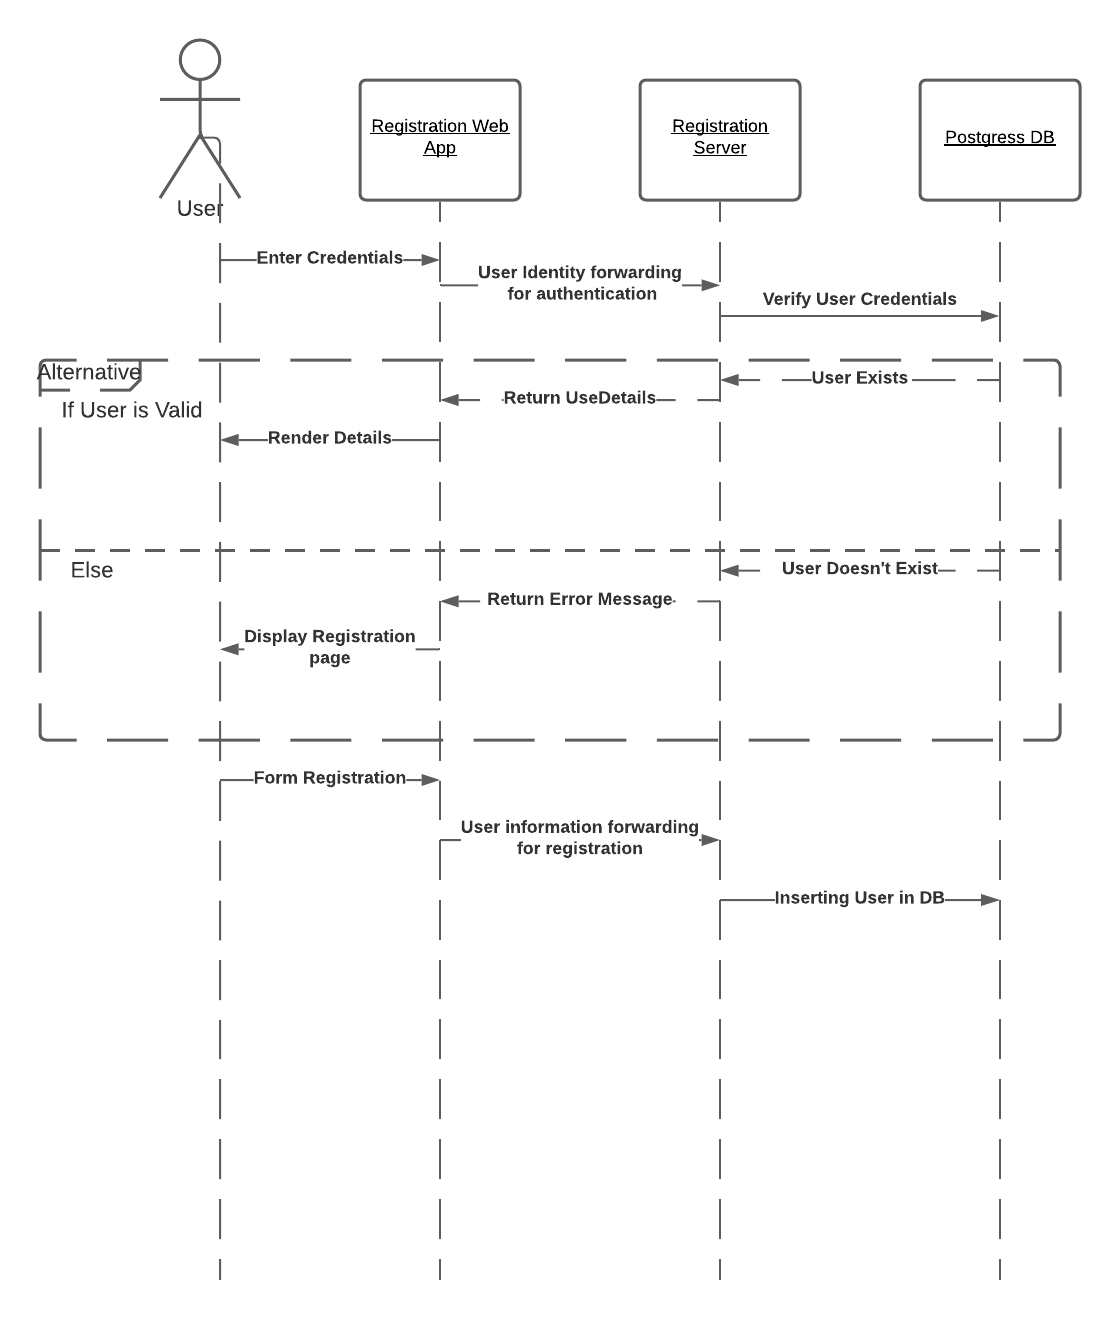 User
Registration Web
App
Registration
Server
Postgress DB
Enter Credentials
User Identity forwarding
for authentication
Verify User Credentials
Alternative
If User is Valid
User Exists
Return UseDetails
Render Details
Else
User Doesn't Exist
Return Error Message
Display Registration
page
Form Registration
User information forwarding
for registration
Inserting User in DB